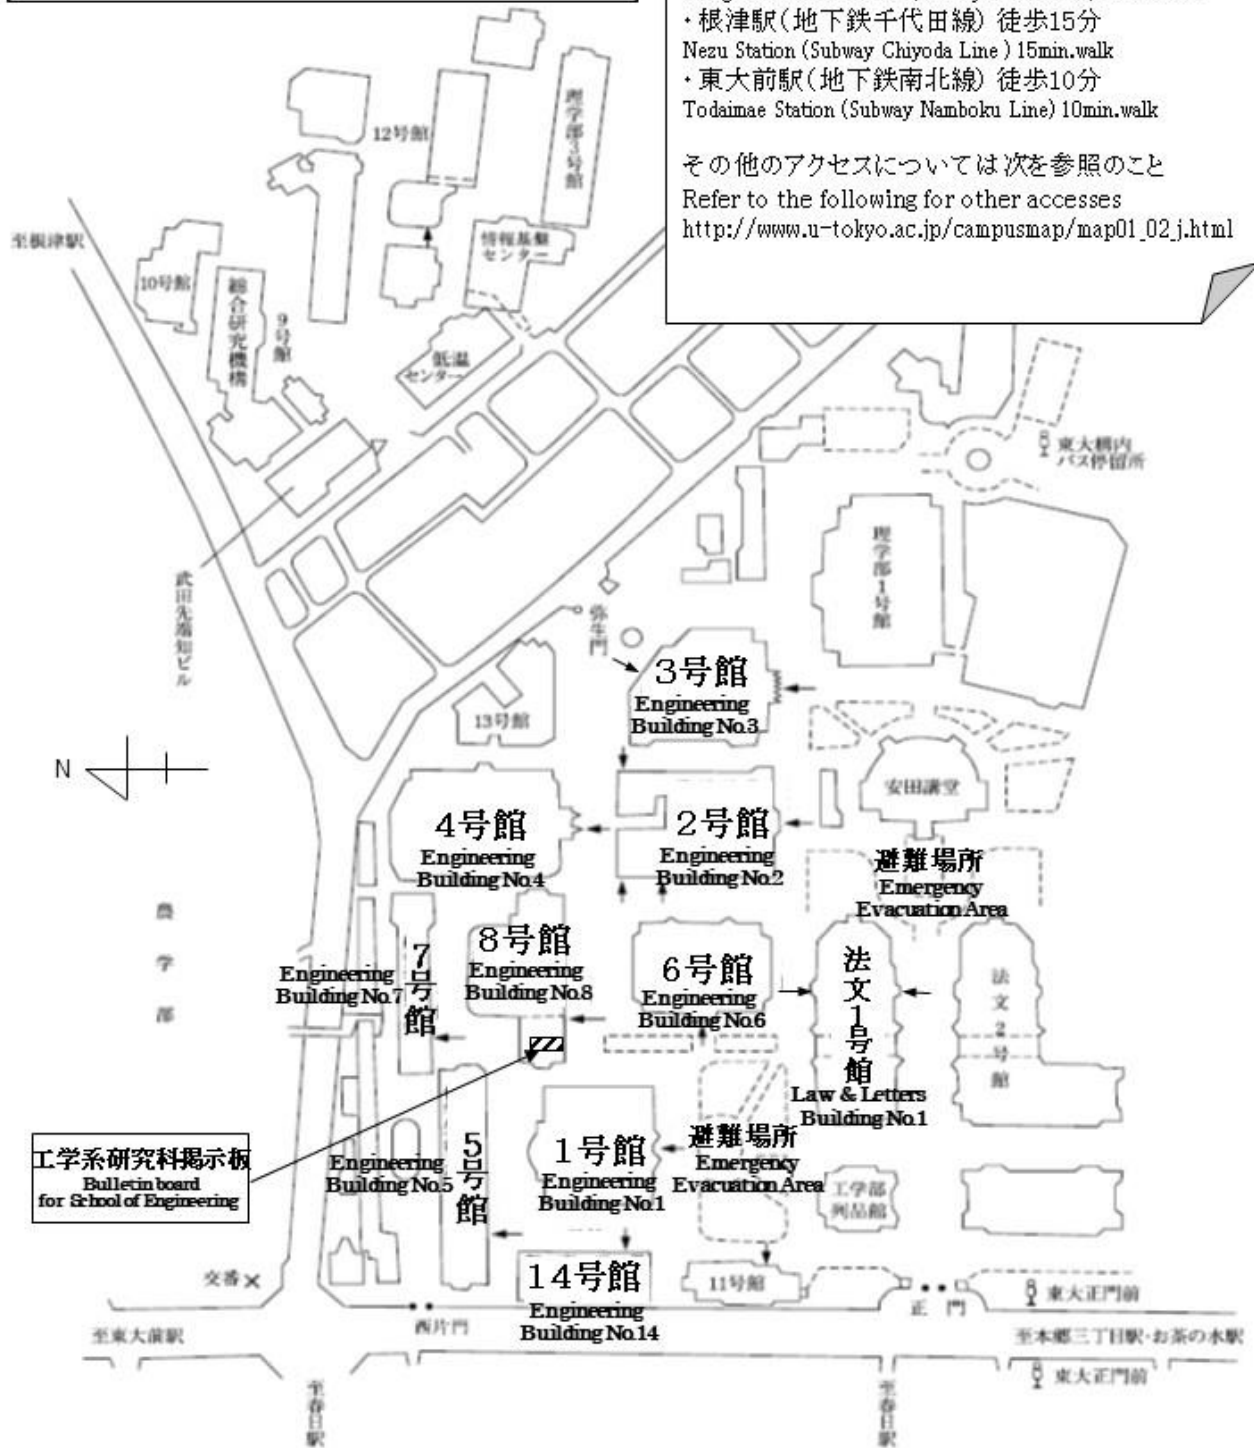 ・根津駅(地下鉄千代田線) 徒歩15分
Nezu Station (Subway Chiyoda Line ) 15min.walk
・東大前駅(地下鉄南北線) 徒歩10分
Todaimae Station (Subway Namboku Line) 10min.walk
その他のアクセスについては次を参照のこと
Refer to the following for other accesses
http://www.u-tokyo.ac.jp/campusmap/map01_02_j.html
12号館
理学部3号館
至根津駅
情報基盤
センター
10号館
総合研究機構
9号館
低温
センター
東大構内
バス停留所
理学部1号館
武田先端知ビル
弥生門
3号館
Engineering
Building No.3
13号館
N
安田講堂
4号館
Engineering
Building No.4
2号館
Engineering
Building No.2
避難場所
Emergency
Evacuation Area
農学部
7号館
Engineering
Building No.7
8号館
Engineering
Building No.8
6号館
Engineering
Building No.6
法文1号館
Law & Letters
Building No.1
法文2号館
工学系研究科掲示板
Bulletin board
for School of Engineering
5号館
Engineering
Building No.5
1号館
Engineering
Building No.1
避難場所
Emergency
Evacuation Area
工学部
列品館
14号館
Engineering
Building No.14
11号館
交番
西片門
正門
東大正門前
至東大前駅
至本郷三丁目駅・お茶の水駅
東大正門前
至春日駅
至春日駅